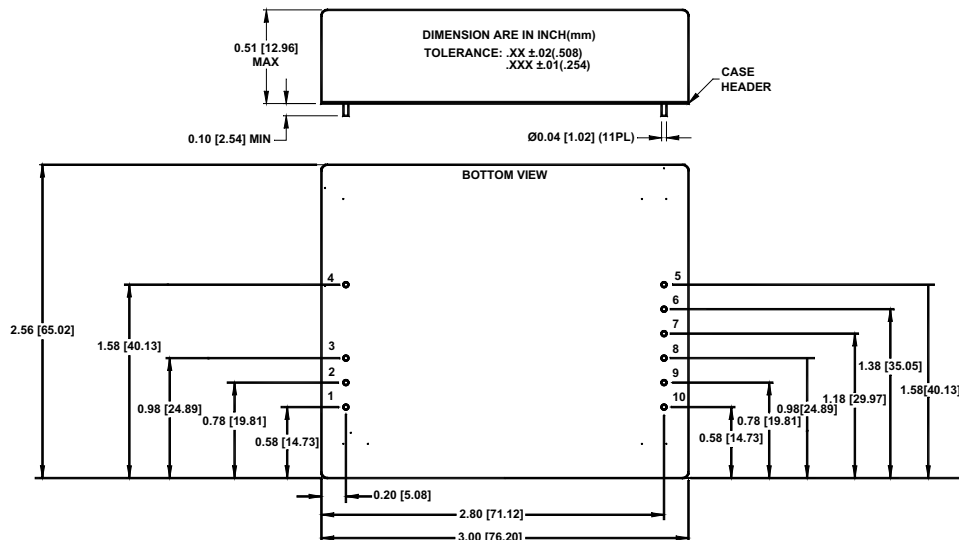 0.51 [12.96]
MAX
DIMENSION ARE IN INCH(mm)
TOLERANCE: .XX ±.02(.508)
.XXX ±.01(.254)
CASE
HEADER
0.10 [2.54] MIN
Ø0.04 [1.02] (11PL)
BOTTOM VIEW
4
5
6
7
3
8
2
9
1
10
2.56 [65.02]
1.58 [40.13]
0.98 [24.89]
0.78 [19.81]
0.58 [14.73]
0.58 [14.73]
0.78 [19.81]
0.98[24.89]
1.18 [29.97]
1.38 [35.05]
1.58[40.13]
0.20 [5.08]
2.80 [71.12]
3.00 [76.20]